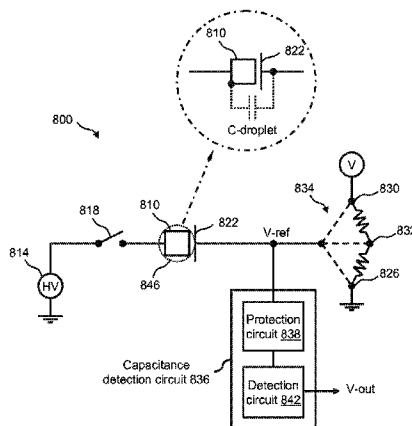 810
822
C-droplet
800
V
834
830
818
810
822
V-ref
832
814
HV
846
826
Protection
circuit 838
Capacitance
detection circuit 836
Detection
circuit 842
V-out